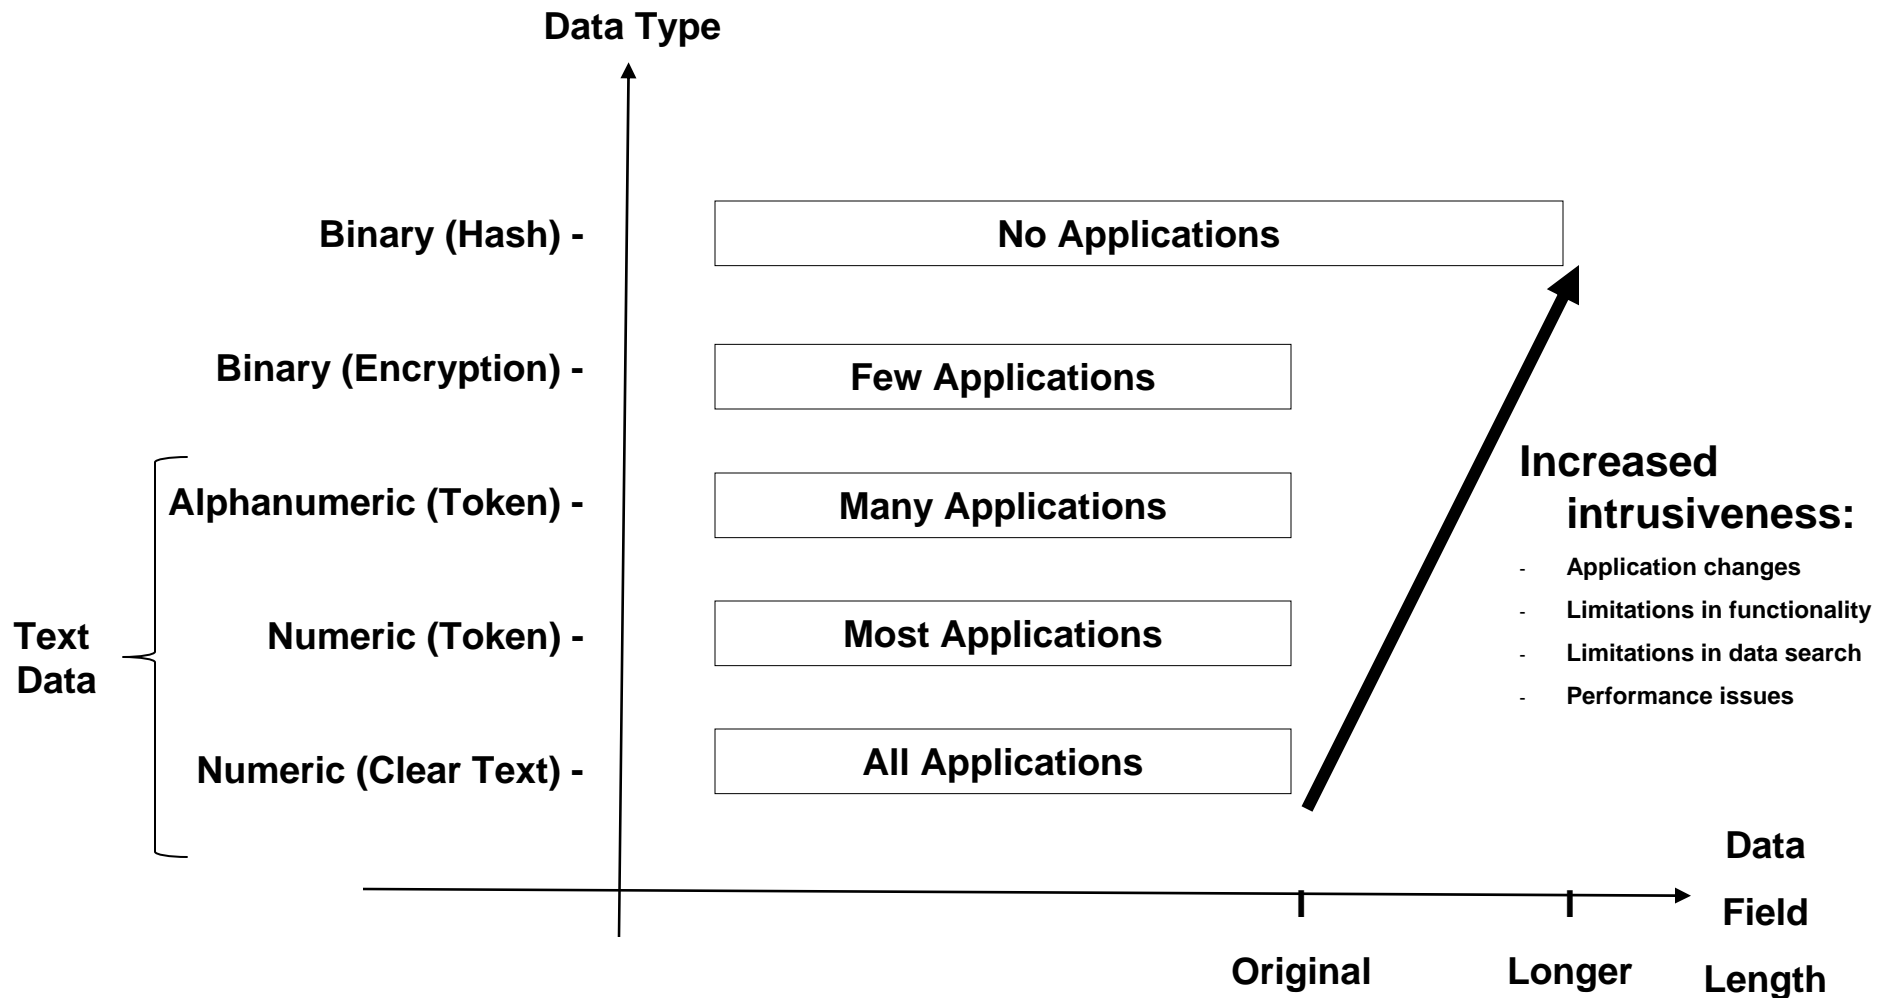 Data Type
Binary (Hash) -
No Applications
Binary (Encryption) -
Few Applications
Alphanumeric (Token) -
Many Applications
Numeric (Token) -
Most Applications
Numeric (Clear Text) -
All Applications
Text
Data
Increased
intrusiveness:
- Application changes
- Limitations in functionality
- Limitations in data search
- Performance issues
Original
Longer
Data
Field
Length